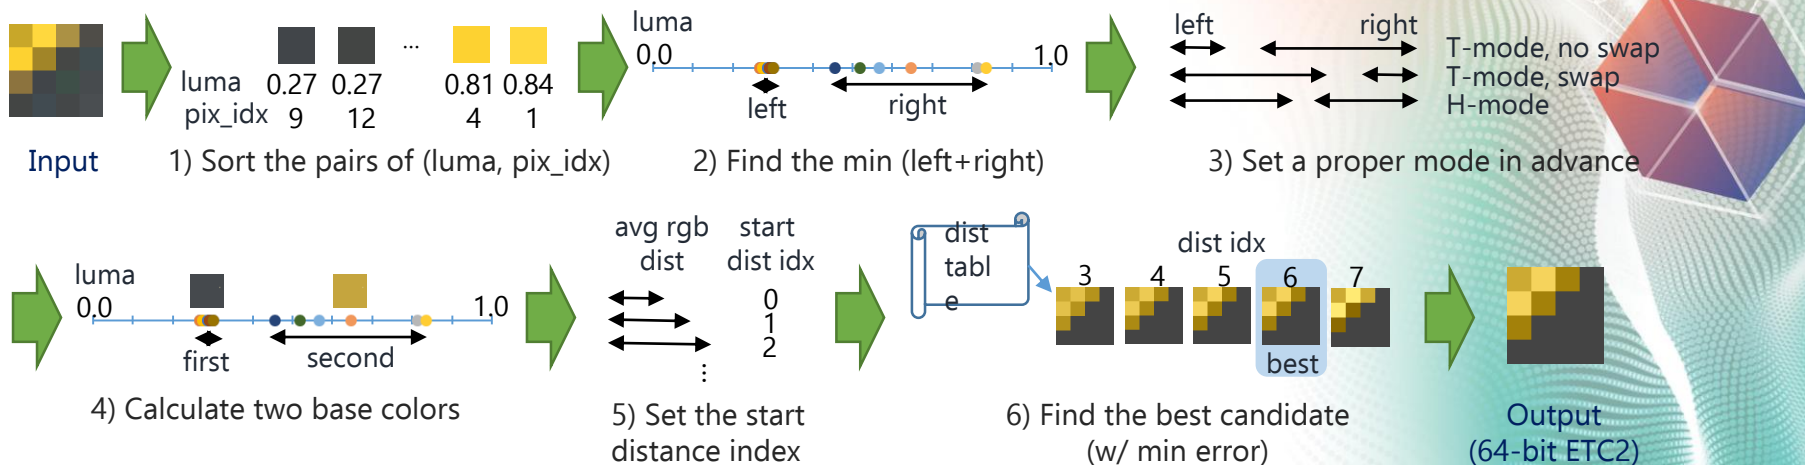 luma
0.27 0.27 ... 0.81 0.84
pix_idx
9 12 4 1
Input
1) Sort the pairs of (luma, pix_idx)
luma
0.0 1.0
left right
2) Find the min (left+right)
left right
T-mode, no swap
T-mode, swap
H-mode
3) Set a proper mode in advance
luma
0.0 1.0
first second
4) Calculate two base colors
avg rgb
dist
start
dist idx
0
1
2
...
5) Set the start
distance index
dist
tabl
e
dist idx
3 4 5 6 7
best
6) Find the best candidate
(w/ min error)
Output
(64-bit ETC2)